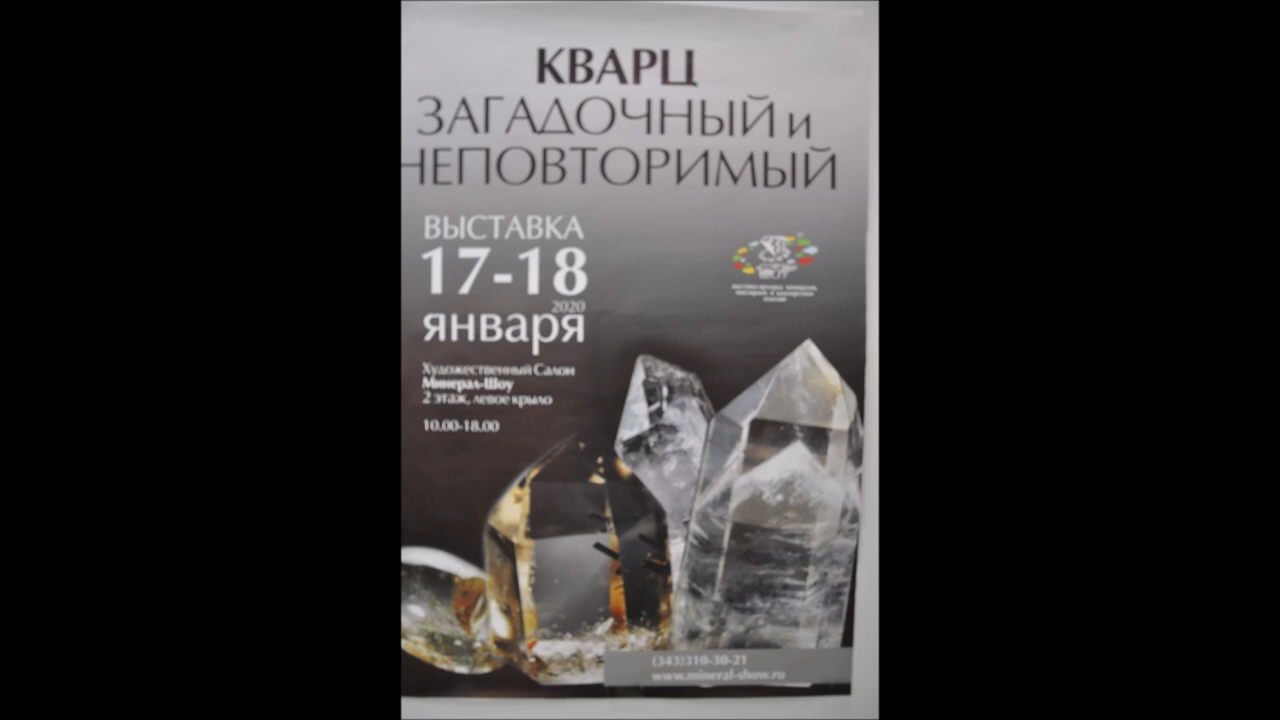 КВАРЦ
ЗАГАДОЧНЫЙ и
НЕПОВТОРИМЫЙ
ВЫСТАВКА
17-18
2020
января
Художественный Салон
Минерал-Шоу
2 этаж, левое крыло
10.00-18.00
ШОУ
(343)310-30-21
www.mineral-show.ru